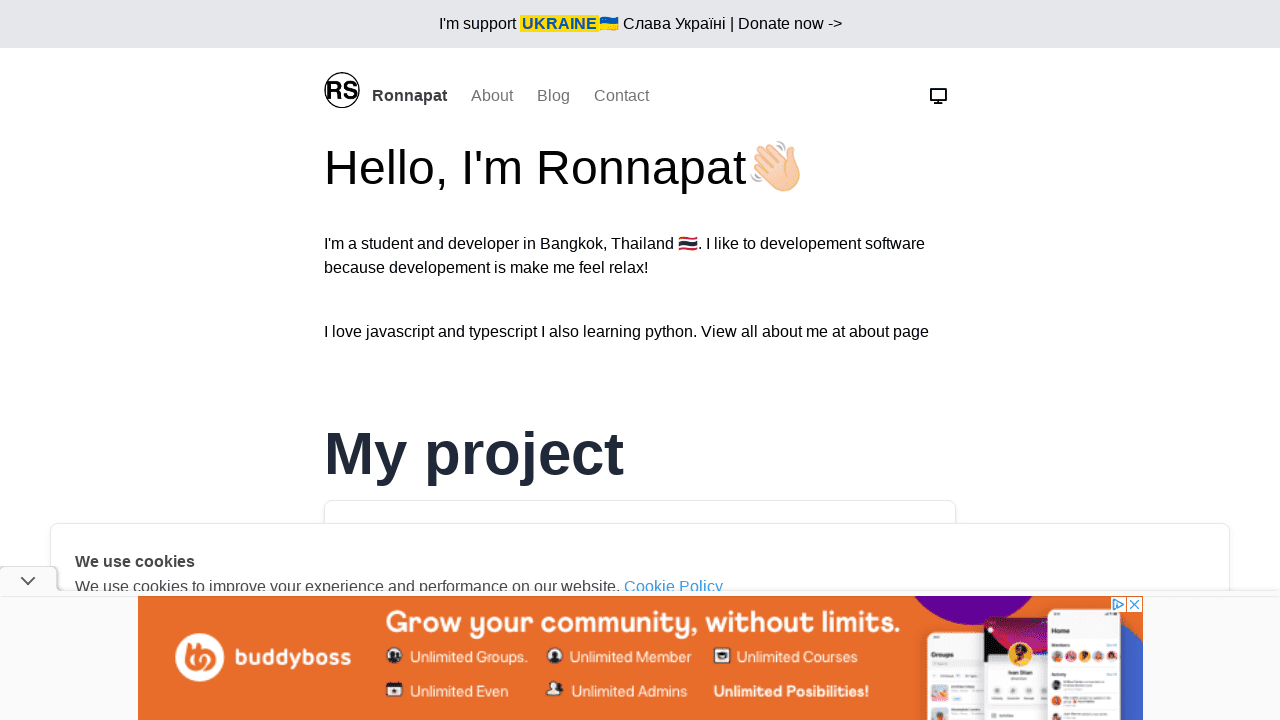 I'm support UKRAINE🇺🇦 Слава Україні | Donate now ->
RS Ronnapat About Blog Contact
Hello, I'm Ronnapat👋🏻
I'm a student and developer in Bangkok, Thailand 🇹🇭. I like to developement software
because developement is make me feel relax!
I love javascript and typescript I also learning python. View all about me at about page
My project
We use cookies
We use cookies to improve your experience and performance on our website. Cookie Policy
Grow your community, without limits.
buddyboss
Unlimited Groups. Unlimited Member Unlimited Courses
Unlimited Even Unlimited Admins Unlimited Posibilities!
Home